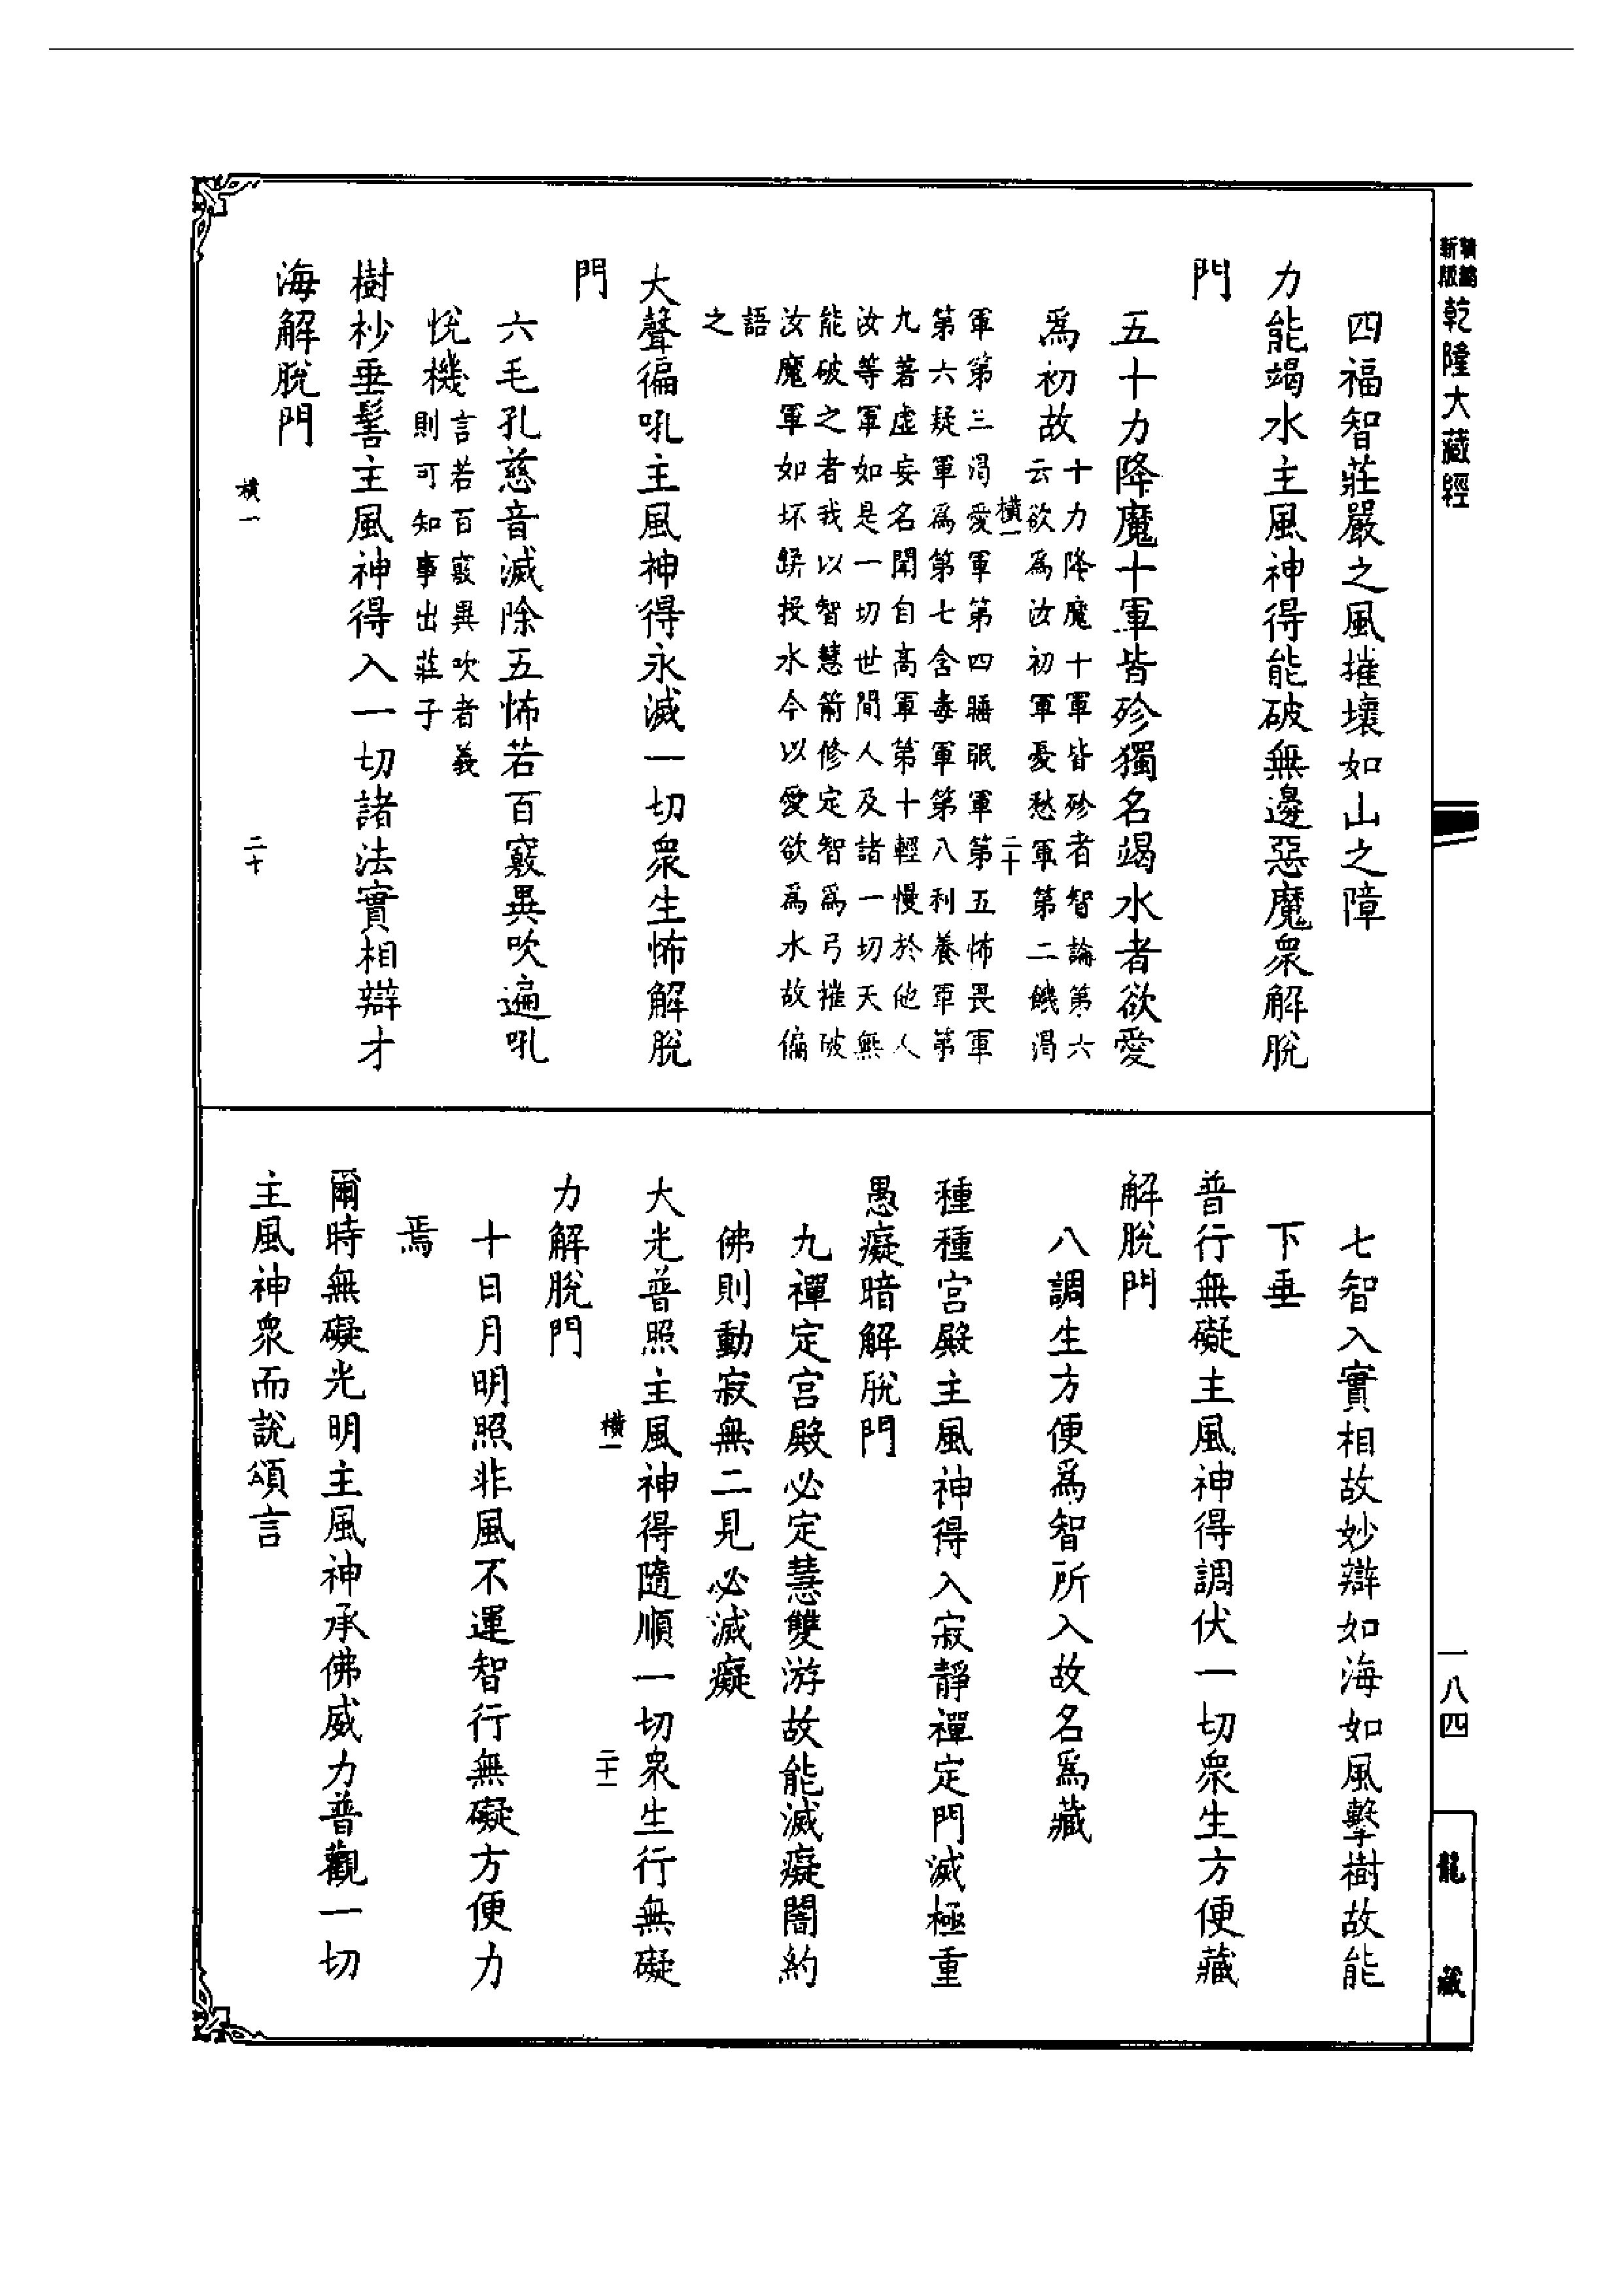 精縮新版乾隆大藏經
一八四
龍藏
四福智莊嚴之風摧壞如山之障
力能竭水主風神得能破無邊惡魔衆解脫
門
五十力降魔十軍皆殄獨名竭水者欲愛
爲初故
十力降魔十軍皆殄者智論第六
云欲為汝初軍憂愁軍第二饑渴
橫一 二十
軍第三渴愛軍第四睡眠軍第五怖畏軍
第六疑軍爲第七含毒軍第八利養軍第
九著虛妄名聞自高軍第十輕慢於他人
汝等軍如是一切世間人及諸一切天無
能破之者我以智慧箭修定智爲弓摧破
汝魔軍如坏缾投水今以愛欲爲水故偏
語
之
大聲徧吼主風神得永滅一切衆生怖解脫
門
六毛孔慈音滅除五怖若百竅異吹遍吼
悅機
言若百竅異吹者義
則可知事出莊子
樹杪垂髻主風神得入一切諸法實相辯才
海解脫門
橫一 二十
七智入實相故妙辯如海如風擊樹故能
下垂
普行無礙主風神得調伏一切衆生方便藏
解脫門
八調生方便爲智所入故名爲藏
種種宮殿主風神得入寂靜禪定門滅極重
愚癡暗解脫門
九禪定宮殿必定慧雙游故能滅癡闇約
佛則動寂無二見必滅癡
大光普照主風神得隨順一切衆生行無礙
橫一 二十一
力解脫門
十日月明照非風不運智行無礙方便力
焉
爾時無礙光明主風神承佛威力普觀一切
主風神衆而說頌言